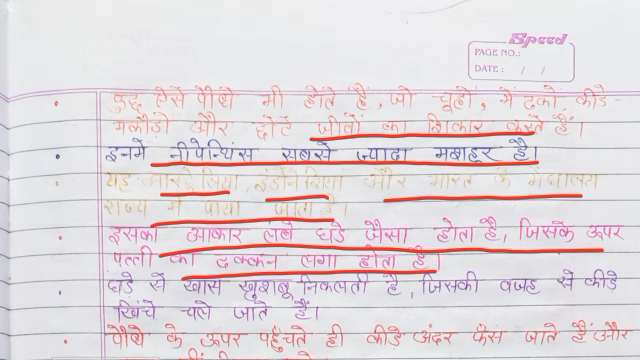 Speed
PAGE NO.:
DATE: / /
कुछ ऐसे पौधे भी होते हैं, जो चूहों, मेंढकों, कीडे-
मकौडों और छोटे जीवों का शिकार करते हैं।
इनमें नीपेन्थिस सबसे ज्यादा मशहूर है।
यह आस्ट्रेलिया, इंडोनेशिया और भारत के मेघालय
राज्य में पाया जाता है।
इसका आकार लंबे घडे जैसा होता है, जिसके ऊपर
पत्ती का ढक्कन लगा होता है।
घडे से खास खुशबू निकलती है, जिसकी वजह से कीडे
खिंचे चले जाते हैं।
पौधे के ऊपर पहुंचते ही कीडे अंदर फंस जाते हैं और